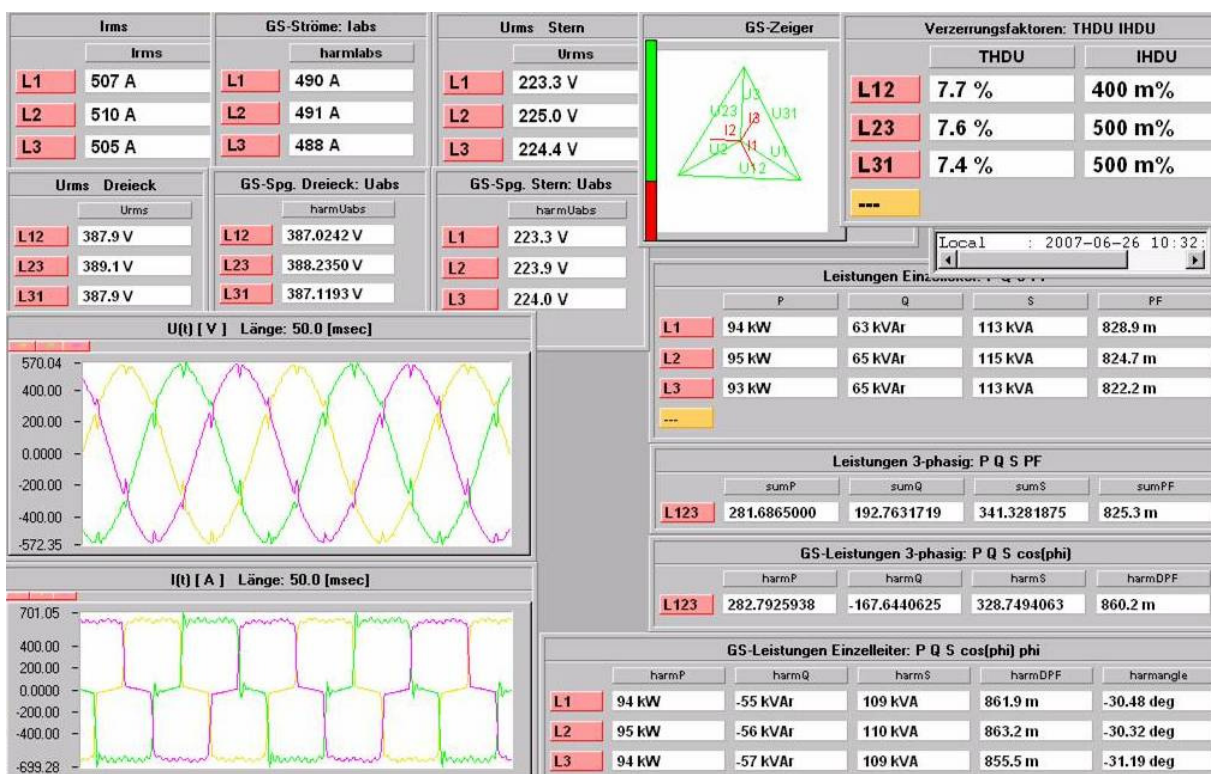 Irms
Irms
L1 507 A
L2 510 A
L3 505 A
GS-Ströme: Iabs
harmIabs
L1 490 A
L2 491 A
L3 488 A
Urms Stern
Urms
L1 223.3 V
L2 225.0 V
L3 224.4 V
GS-Zeiger
U3
U23 I3 U31
I2
U2 I1 U1
U12
Verzerrungsfaktoren: THDU IHDU
THDU IHDU
L12 7.7 % 400 m%
L23 7.6 % 500 m%
L31 7.4 % 500 m%
---
Local : 2007-06-26 10:32:
Urms Dreieck
Urms
L12 387.9 V
L23 389.1 V
L31 387.9 V
GS-Spg. Dreieck: Uabs
harmUabs
L12 387.0242 V
L23 388.2350 V
L31 387.1193 V
GS-Spg. Stern: Uabs
harmUabs
L1 223.3 V
L2 223.9 V
L3 224.0 V
Leistungen Einzelleiter: P Q S PF
P Q S PF
L1 94 kW 63 kVAr 113 kVA 828.9 m
L2 95 kW 65 kVAr 115 kVA 824.7 m
L3 93 kW 65 kVAr 113 kVA 822.2 m
---
U(t) [ V ] Länge: 50.0 [msec]
570.04
400.00
200.00
0.0000
-200.00
-400.00
-572.35
Leistungen 3-phasig: P Q S PF
sumP sumQ sumS sumPF
L123 281.6865000 192.7631719 341.3281875 825.3 m
GS-Leistungen 3-phasig: P Q S cos(phi)
harmP harmQ harmS harmDPF
L123 282.7925938 -167.6440625 328.7494063 860.2 m
I(t) [ A ] Länge: 50.0 [msec]
701.05
400.00
200.00
0.0000
-200.00
-400.00
-699.28
GS-Leistungen Einzelleiter: P Q S cos(phi) phi
harmP harmQ harmS harmDPF harmangle
L1 94 kW -55 kVAr 109 kVA 861.9 m -30.48 deg
L2 95 kW -56 kVAr 110 kVA 863.2 m -30.32 deg
L3 94 kW -57 kVAr 109 kVA 855.5 m -31.19 deg